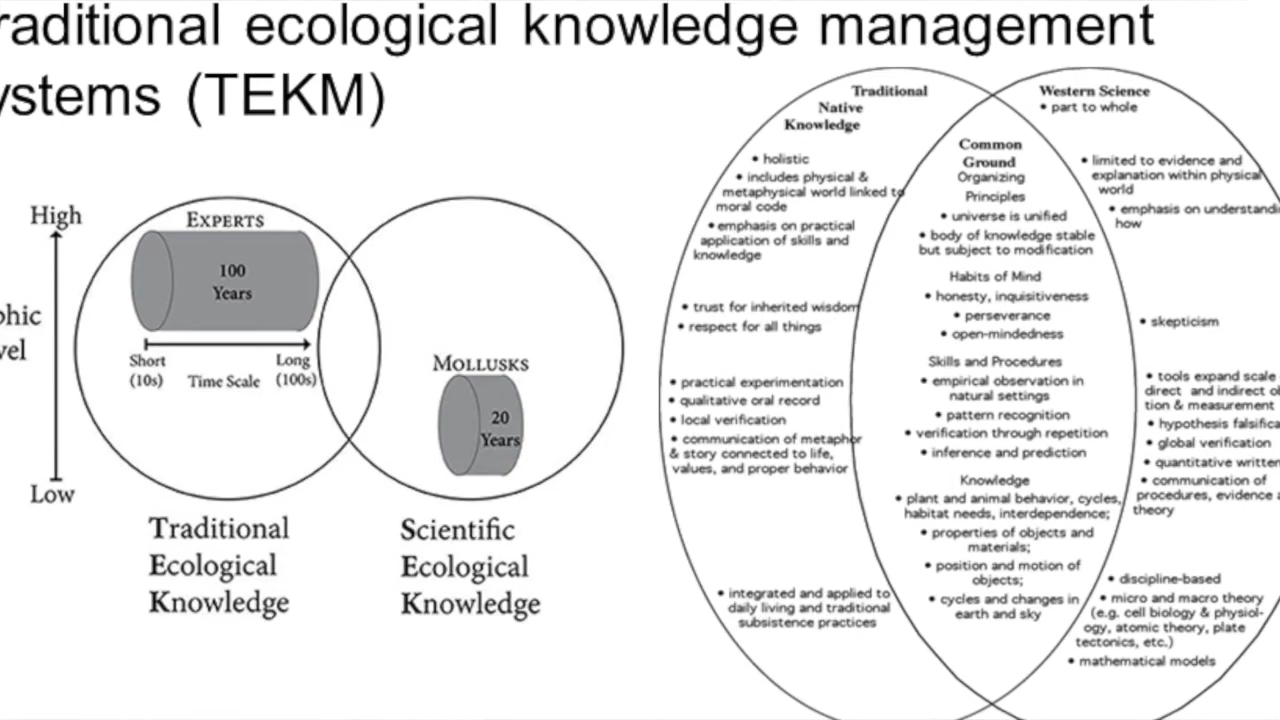 raditional ecological knowledge management
ystems (TEKM)
High
phic
vel
Low
EXPERTS
100
Years
Short
(10s)
Time Scale
Long
(100s)
MOLLUSKS
20
Years
Traditional
Ecological
Knowledge
Scientific
Ecological
Knowledge
Traditional
Native
Knowledge
• holistic
• includes physical &
metaphysical world linked to
moral code
• emphasis on practical
application of skills and
knowledge
• trust for inherited wisdom
• respect for all things
• practical experimentation
• qualitative oral record
• local verification
• communication of metaphor
& story connected to life,
values, and proper behavior
• integrated and applied to
daily living and traditional
subsistence practices
Common
Ground
Organizing
Principles
• universe is unified
• body of knowledge stable
but subject to modification
Habits of Mind
• honesty, inquisitiveness
• perseverance
• open-mindedness
Skills and Procedures
• empirical observation in
natural settings
• pattern recognition
• verification through repetition
• inference and prediction
Knowledge
• plant and animal behavior, cycles,
habitat needs, interdependence;
• properties of objects and
materials;
• position and motion of
objects;
• cycles and changes in
earth and sky
Western Science
• part to whole
• limited to evidence and
explanation within physical
world
• emphasis on understandi
how
• skepticism
• tools expand scale
direct and indirect ob
tion & measurement
• hypothesis falsifica
• global verification
• quantitative written
• communication of
procedures, evidence a
theory
• discipline-based
• micro and macro theory
(e.g. cell biology & physiol-
ogy, atomic theory, plate
tectonics, etc.)
• mathematical models